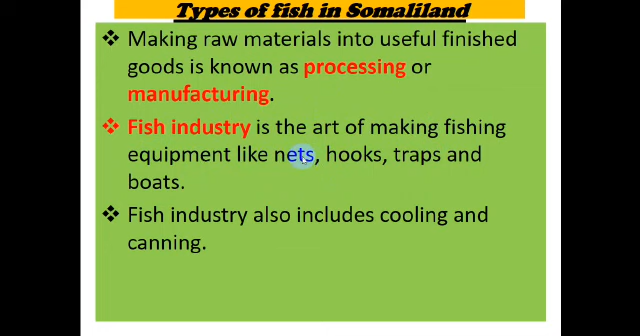 Types of fish in Somaliland
❖ Making raw materials into useful finished
goods is known as processing or
manufacturing.
❖ Fish industry is the art of making fishing
equipment like nets, hooks, traps and
boats.
❖ Fish industry also includes cooling and
canning.